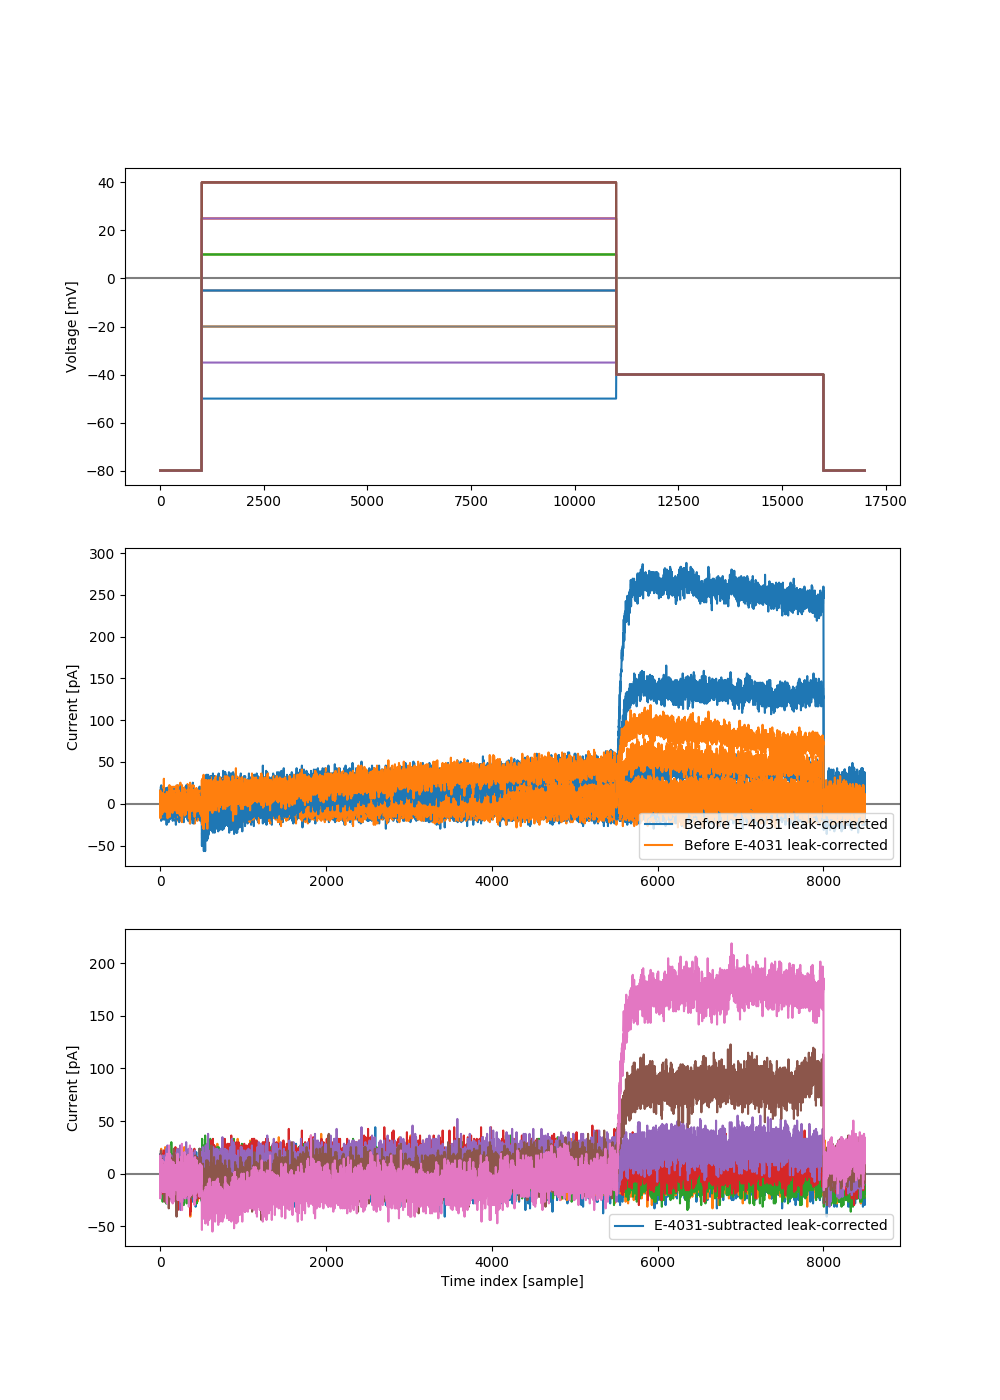 40
20
0
−20
−40
−60
−80
Voltage [mV]
0 2500 5000 7500 10000 12500 15000 17500
300
250
200
150
100
50
0
−50
Current [pA]
Before E-4031 leak-corrected
Before E-4031 leak-corrected
0 2000 4000 6000 8000
200
150
100
50
0
−50
Current [pA]
E-4031-subtracted leak-corrected
0 2000 4000 6000 8000
Time index [sample]